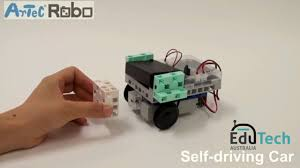 ArTec Robo
EduTech
AUSTRALIA
Self-driving Car